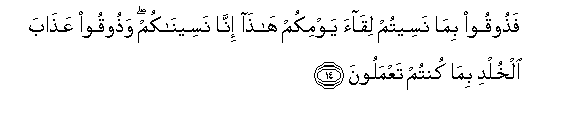 فَذُوقُوا۟ بِمَا نَسِيتُمْ لِقَآءَ يَوْمِكُمْ هَـٰذَآ إِنَّا نَسِينَـٰكُمْ ۖ وَذُوقُوا۟ عَذَابَ
ٱلْخُلْدِ بِمَا كُنتُمْ تَعْمَلُونَ ﴿١٤﴾